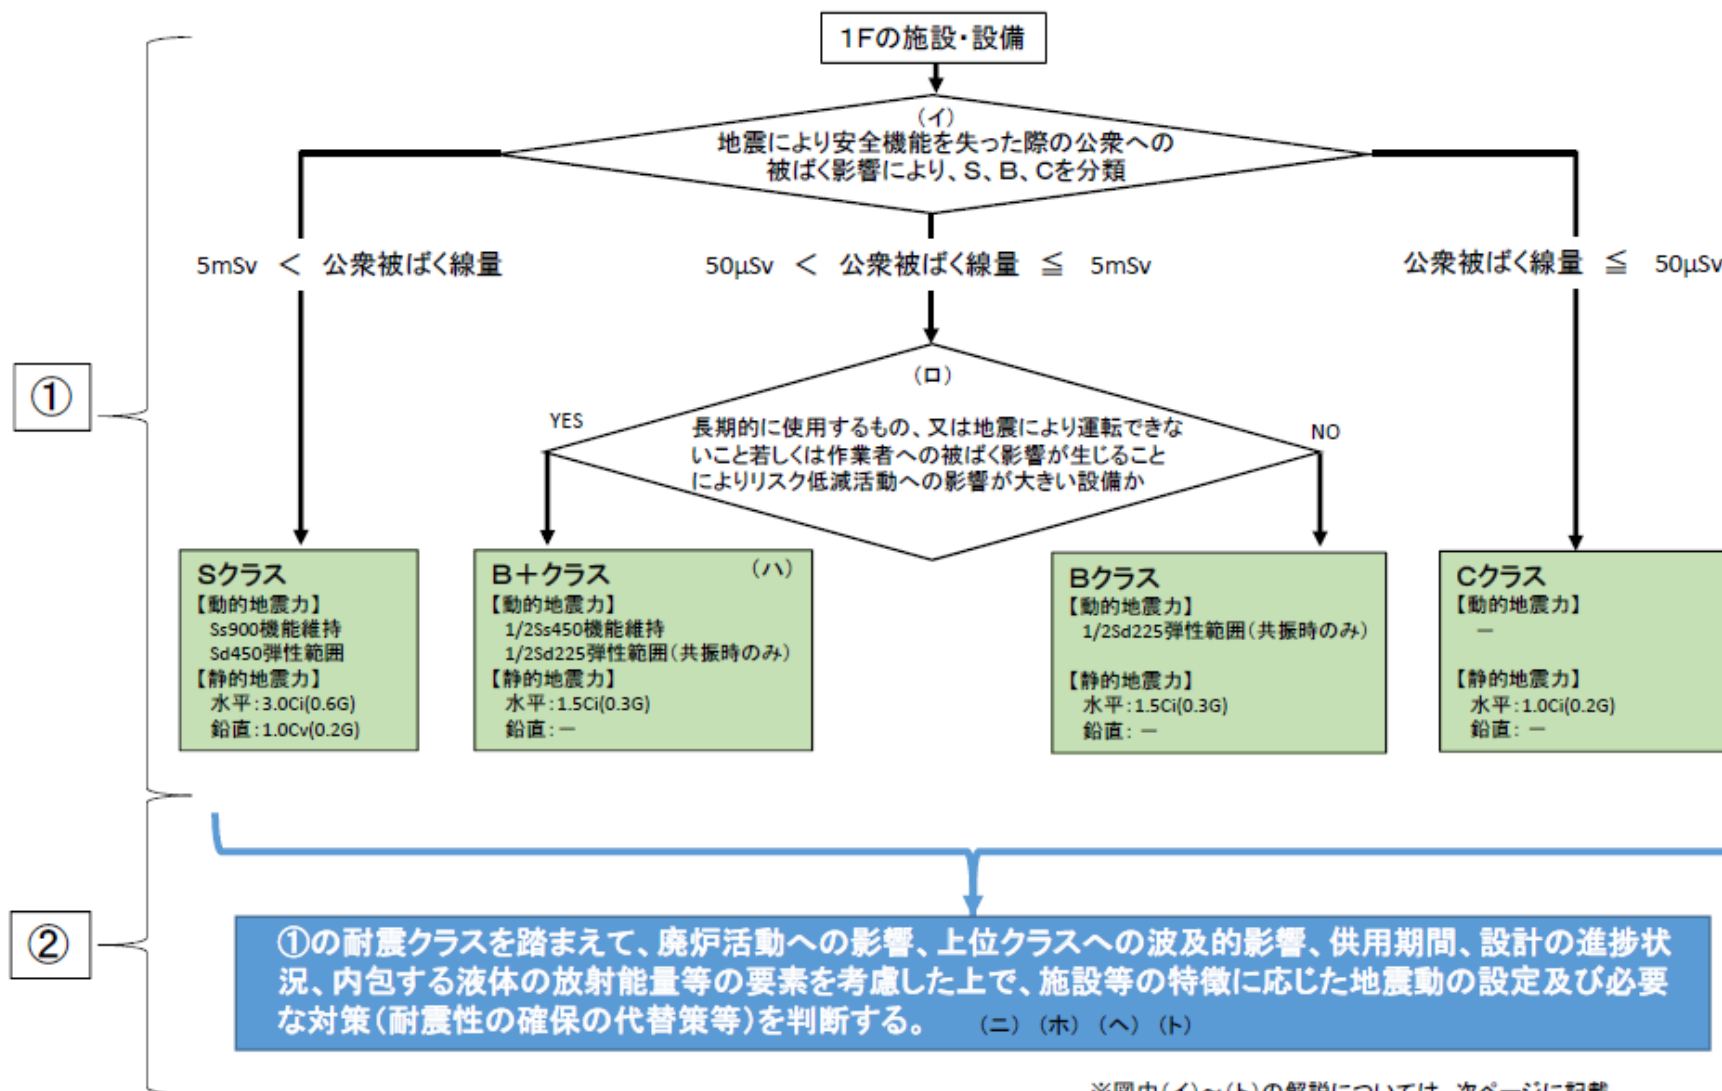 1Fの施設・設備
(イ)
地震により安全機能を失った際の公衆への
被ばく影響により、S、B、Cを分類
5mSv ＜ 公衆被ばく線量
50μSv ＜ 公衆被ばく線量 ≦ 5mSv
公衆被ばく線量 ≦ 50μSv
①
(ロ)
YES
NO
長期的に使用するもの、又は地震により運転できな
いこと若しくは作業者への被ばく影響が生じること
によりリスク低減活動への影響が大きい設備か
Sクラス
【動的地震力】
Ss900機能維持
Sd450弾性範囲
【静的地震力】
水平:3.0Ci(0.6G)
鉛直:1.0Cv(0.2G)
B+クラス (ハ)
【動的地震力】
1/2Ss450機能維持
1/2Sd225弾性範囲(共振時のみ)
【静的地震力】
水平:1.5Ci(0.3G)
鉛直:－
Bクラス
【動的地震力】
1/2Sd225弾性範囲(共振時のみ)
【静的地震力】
水平:1.5Ci(0.3G)
鉛直: －
Cクラス
【動的地震力】
－
【静的地震力】
水平:1.0Ci(0.2G)
鉛直: －
②
①の耐震クラスを踏まえて、廃炉活動への影響、上位クラスへの波及的影響、供用期間、設計の進捗状
況、内包する液体の放射能量等の要素を考慮した上で、施設等の特徴に応じた地震動の設定及び必要
な対策(耐震性の確保の代替策等)を判断する。 (ニ) (ホ) (ヘ) (ト)
※図中(イ)～(ト)の解説については、次ページに記載